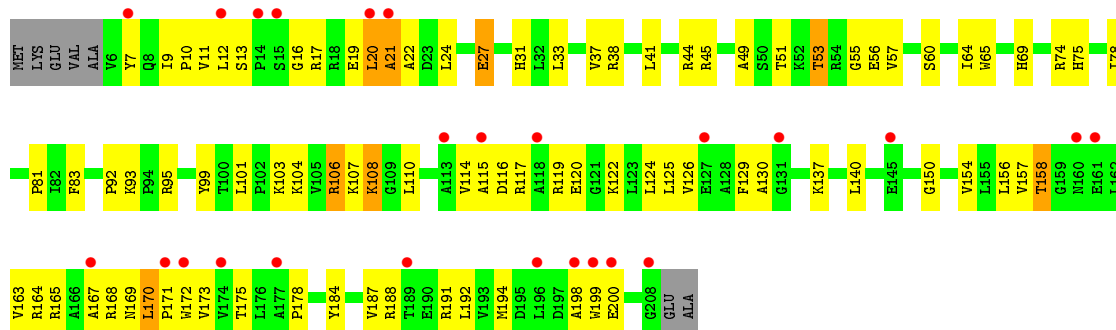 MET LYS GLU VAL ALA V6 Y7 Q8 I9 P10 V11 L12 S13 P14 S15 G16 R17 R18 E19 L20 A21 A22 D23 L24 E27 H31 L32 L33 V37 R38 L41 R44 R45 A49 S50 T51 K52 T53 R54 G55 E56 V57 S60 I64 W65 H69 R74 H75
P81 I82 F83 P92 K93 P94 R95 Y99 T100 L101 P102 K103 K104 V105 R106 K107 K108 G109 L110 A113 V114 A115 D116 R117 A118 R119 E120 G121 K122 L123 L124 L125 V126 E127 A128 F129 A130 G131 K137 L140 E145 G150 V154 L155 L156 V157 T158 G159 N160 E161 L162
V163 R164 R165 A166 A167 R168 N169 L170 P171 W172 V173 V174 T175 L176 A177 P178 Y184 V187 R188 T189 E190 R191 L192 V193 M194 D195 L196 D197 A198 W199 E200 G208 GLU ALA